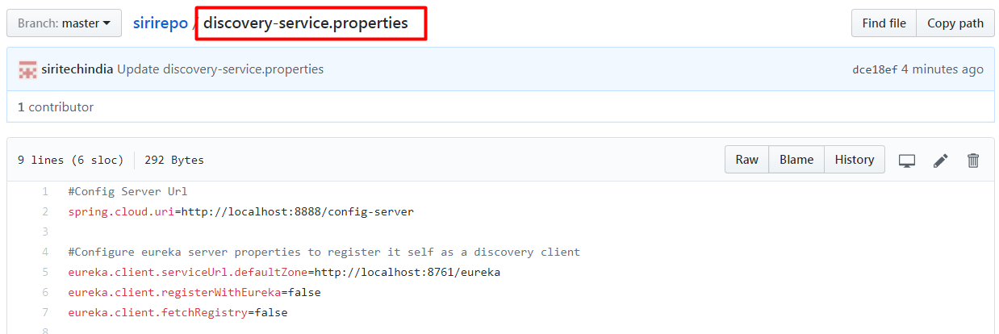 Branch: master sirirepo / discovery-service.properties Find file Copy path
siritechindia Update discovery-service.properties dce18ef 4 minutes ago
1 contributor
9 lines (6 sloc) 292 Bytes Raw Blame History
1 #Config Server Url
2 spring.cloud.uri=http://localhost:8888/config-server
3
4 #Configure eureka server properties to register it self as a discovery client
5 eureka.client.serviceUrl.defaultZone=http://localhost:8761/eureka
6 eureka.client.registerWithEureka=false
7 eureka.client.fetchRegistry=false
8